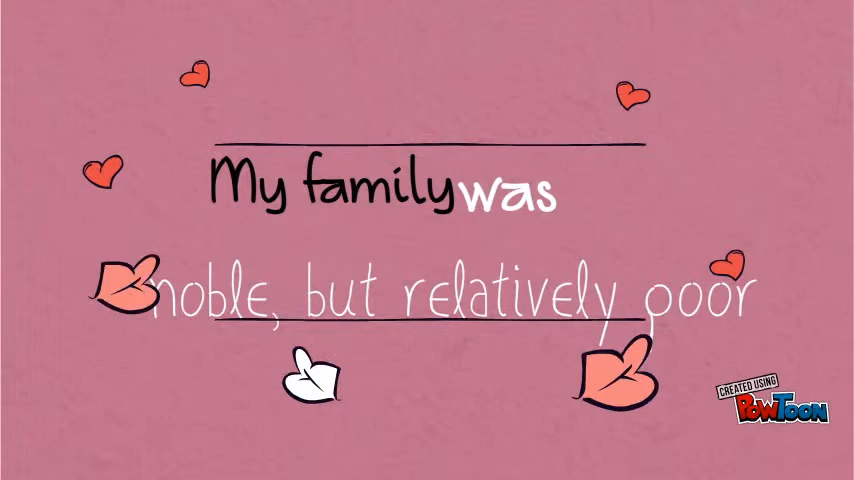 My family was
noble, but relatively poor
CREATED USING
POWTOON